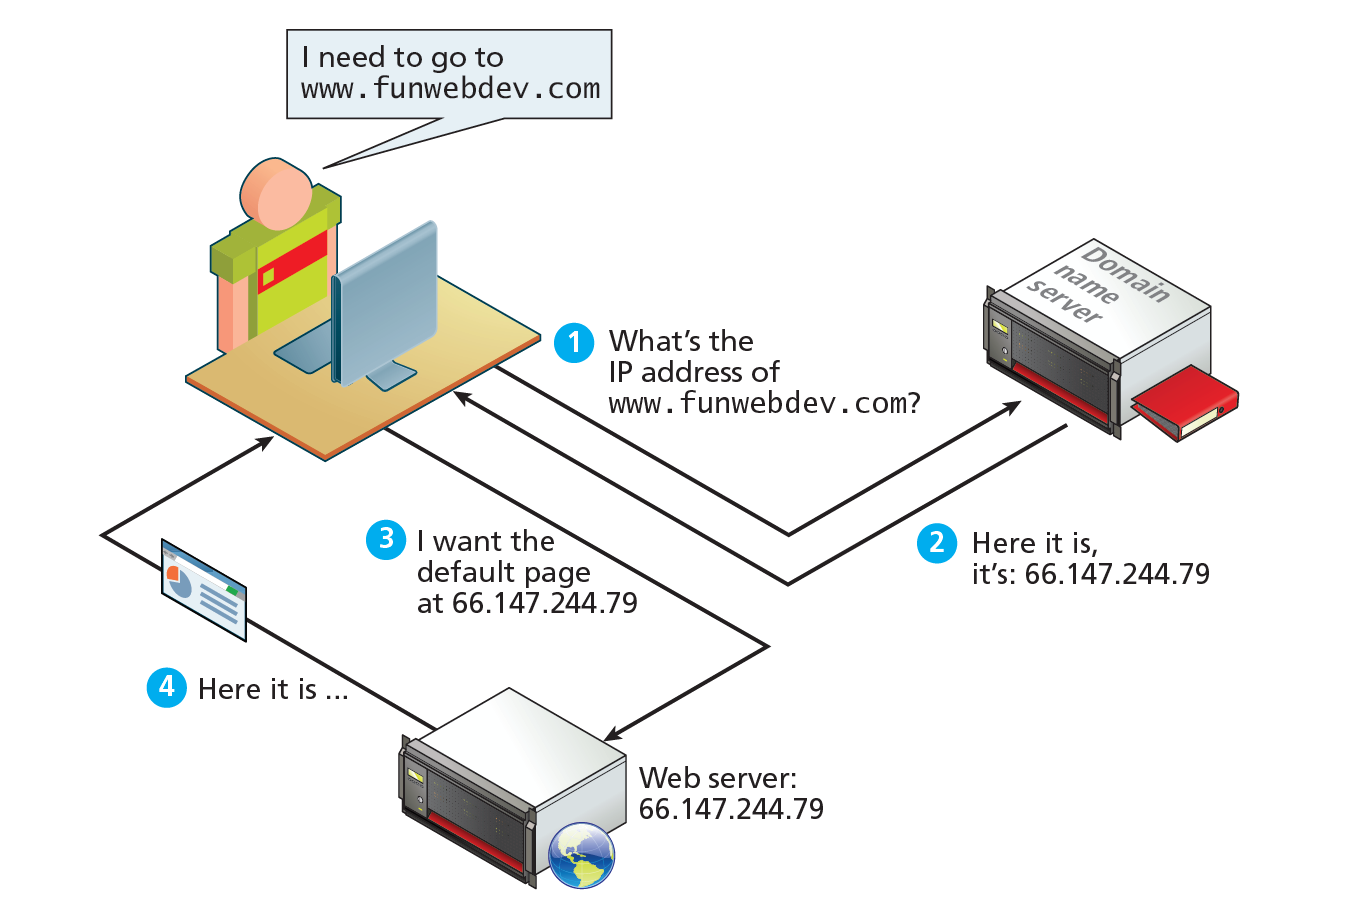 I need to go to
www.funwebdev.com
Domain
name
server
1 What's the
IP address of
www.funwebdev.com?
2 Here it is,
it's: 66.147.244.79
3 I want the
default page
at 66.147.244.79
4 Here it is ...
Web server:
66.147.244.79